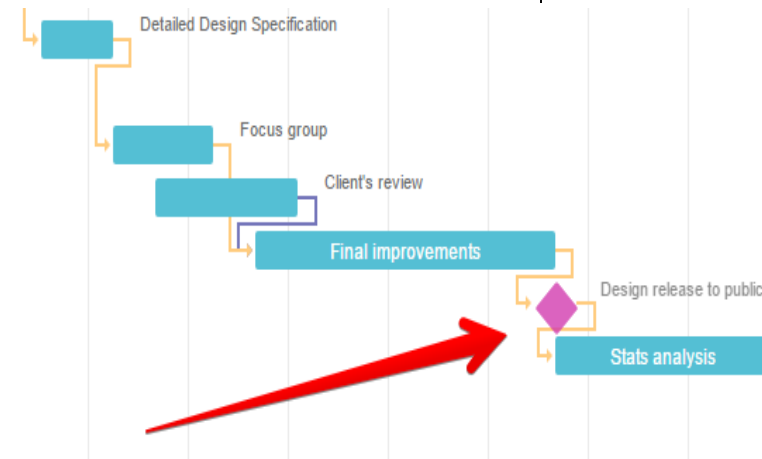 Detailed Design Specification
Focus group
Client's review
Final improvements
Design release to public
Stats analysis